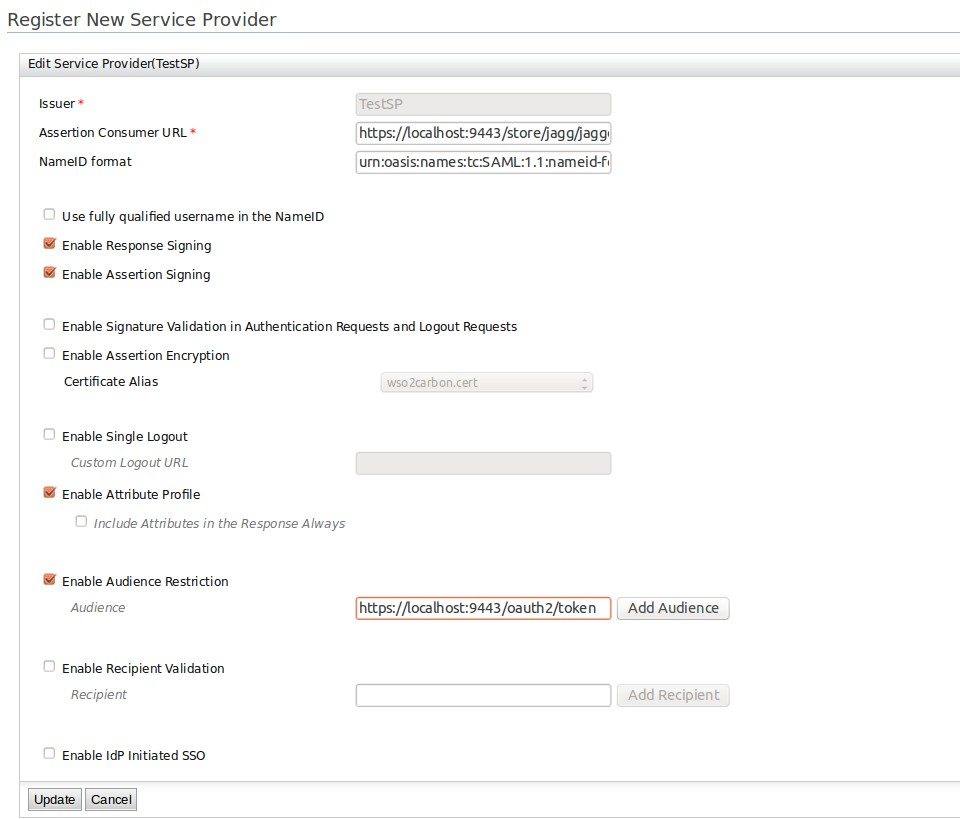 Register New Service Provider
Edit Service Provider(TestSP)
Issuer * TestSP
Assertion Consumer URL * https://localhost:9443/store/jagg/jagg
NameID format urn:oasis:names:tc:SAML:1.1:nameid-f
Use fully qualified username in the NameID
Enable Response Signing
Enable Assertion Signing
Enable Signature Validation in Authentication Requests and Logout Requests
Enable Assertion Encryption
Certificate Alias wso2carbon.cert
Enable Single Logout
Custom Logout URL
Enable Attribute Profile
Include Attributes in the Response Always
Enable Audience Restriction
Audience https://localhost:9443/oauth2/token Add Audience
Enable Recipient Validation
Recipient Add Recipient
Enable IdP Initiated SSO
Update Cancel